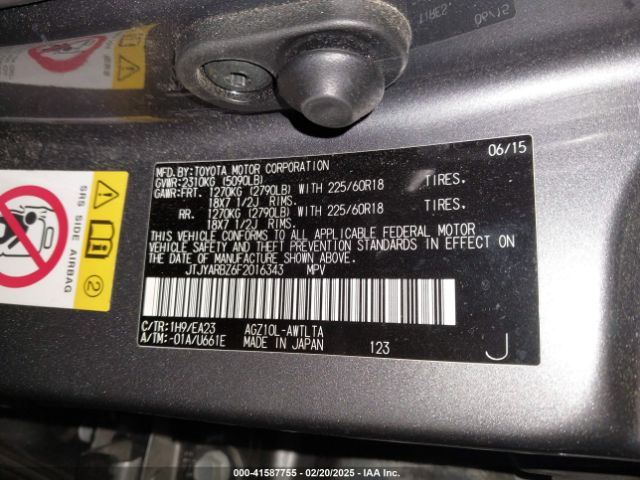 06/15
MFD.BY:TOYOTA MOTOR CORPORATION
GVWR:2310KG (5090LB)
GAWR:FRT. 1270KG (2790LB) WITH 225/60R18 TIRES,
18X7 1/2J RIMS.
RR. 1270KG (2790LB) WITH 225/60R18 TIRES,
18X7 1/2J RIMS.
THIS VEHICLE CONFORMS TO ALL APPLICABLE FEDERAL MOTOR
VEHICLE SAFETY AND THEFT PREVENTION STANDARDS IN EFFECT ON
THE DATE OF MANUFACTURE SHOWN ABOVE.
JTJYARBZ6F2016343 MPV
C/TR:1H9/EA23 AGZ10L-AWTLTA
A/TM:-01A/U661E MADE IN JAPAN 123
J
SRS SIDE AIRBAG
2
TIRES,
06/15
000-41587755 — 02/20/2025 — IAA Inc.